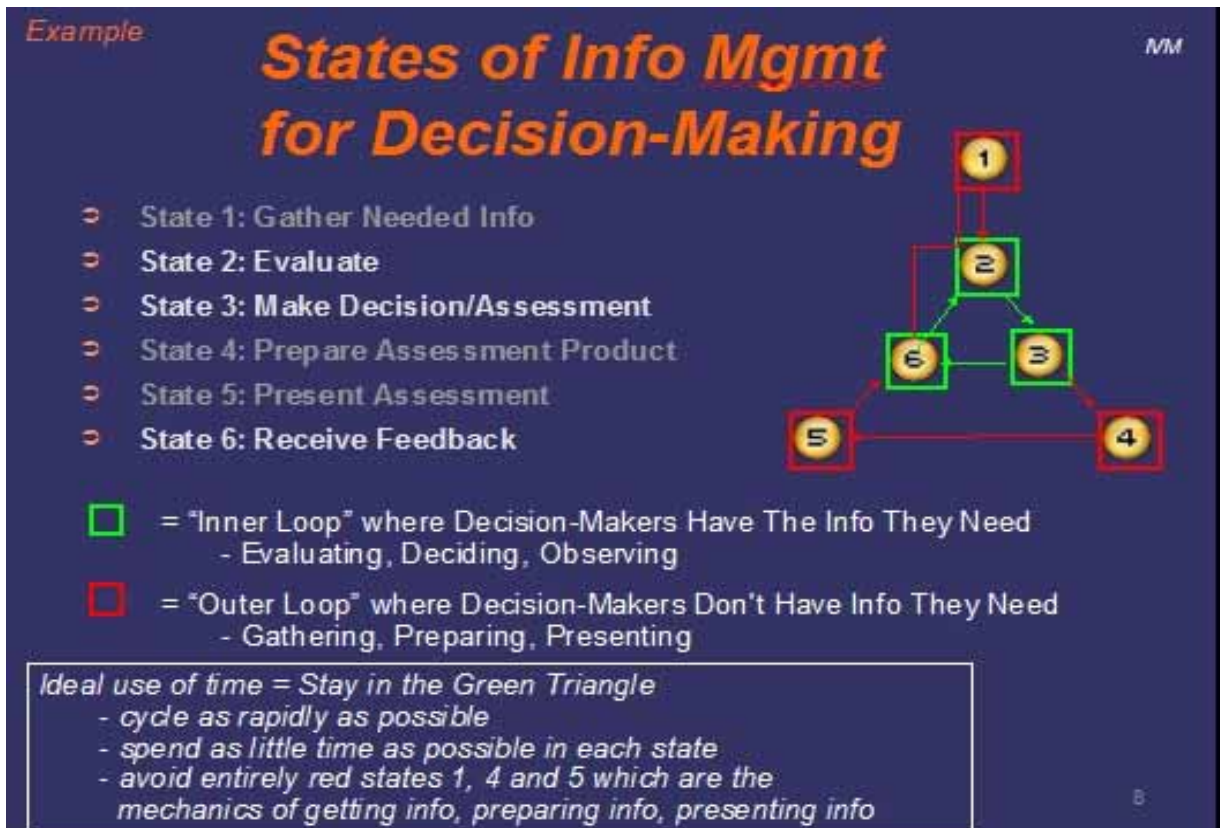 Example
States of Info Mgmt
for Decision-Making
1
State 1: Gather Needed Info
State 2: Evaluate
2
State 3: Make Decision/Assessment
State 4: Prepare Assessment Product
6
3
State 5: Present Assessment
State 6: Receive Feedback
5
4
= "Inner Loop" where Decision-Makers Have The Info They Need
- Evaluating, Deciding, Observing
= "Outer Loop" where Decision-Makers Don't Have Info They Need
- Gathering, Preparing, Presenting
Ideal use of time = Stay in the Green Triangle
- cycle as rapidly as possible
- spend as little time as possible in each state
- avoid entirely red states 1, 4 and 5 which are the
mechanics of getting info, preparing info, presenting info